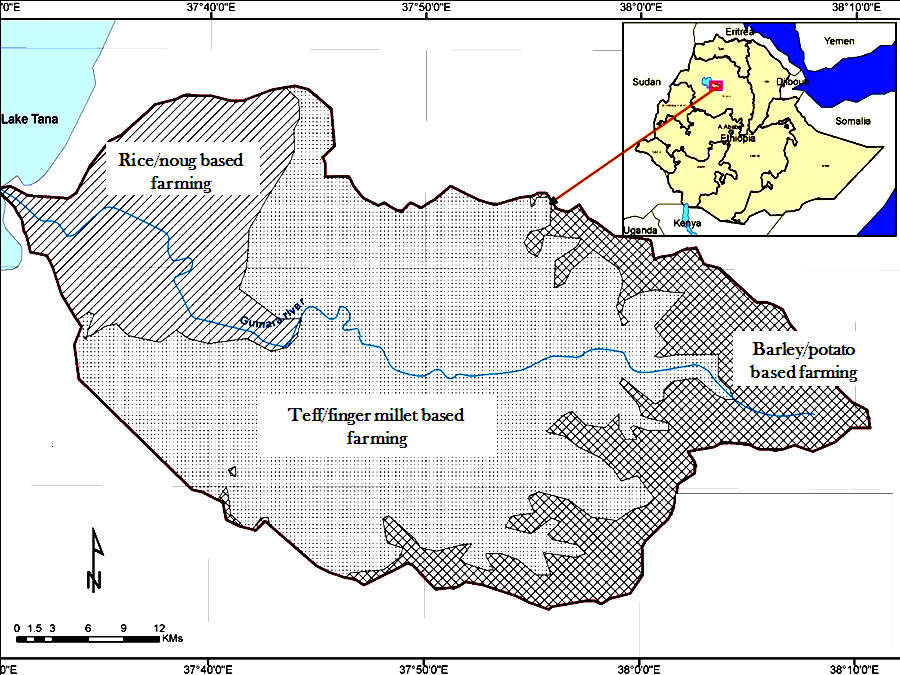 0'E
37°40'0"E
37°50'0"E
38°0'0"E
38°10'0"E
Eritrea
Yemen
Sudan
Djibouti
Lake Tana
Somalia
A.Ababa
Ethiopia
Rice/noug based
farming
Kenya
Uganda
Gumara river
Barley/potato
based farming
Teff/finger millet based
farming
N
0 1.5 3 6 9 12
KMs
0'E
37°40'0"E
37°50'0"E
38°0'0"E
38°10'0"E